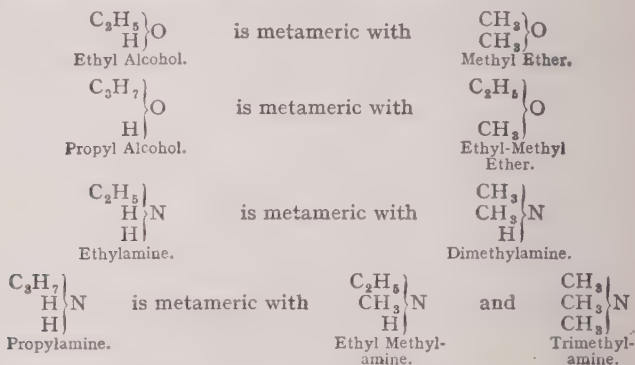 C₂H₅ } O is metameric with CH₃ } O
H CH₃
Ethyl Alcohol. Methyl Ether.
C₃H₇ } O is metameric with C₂H₅ } O
H CH₃
Propyl Alcohol. Ethyl-Methyl
Ether.
C₂H₅ CH₃
H } N is metameric with CH₃ } N
H H
Ethylamine. Dimethylamine.
C₃H₇ C₂H₅ CH₃
H } N is metameric with CH₃ } N and CH₃ } N
H H CH₃
Propylamine. Ethyl Methyl- Trimethyl-
amine. amine.